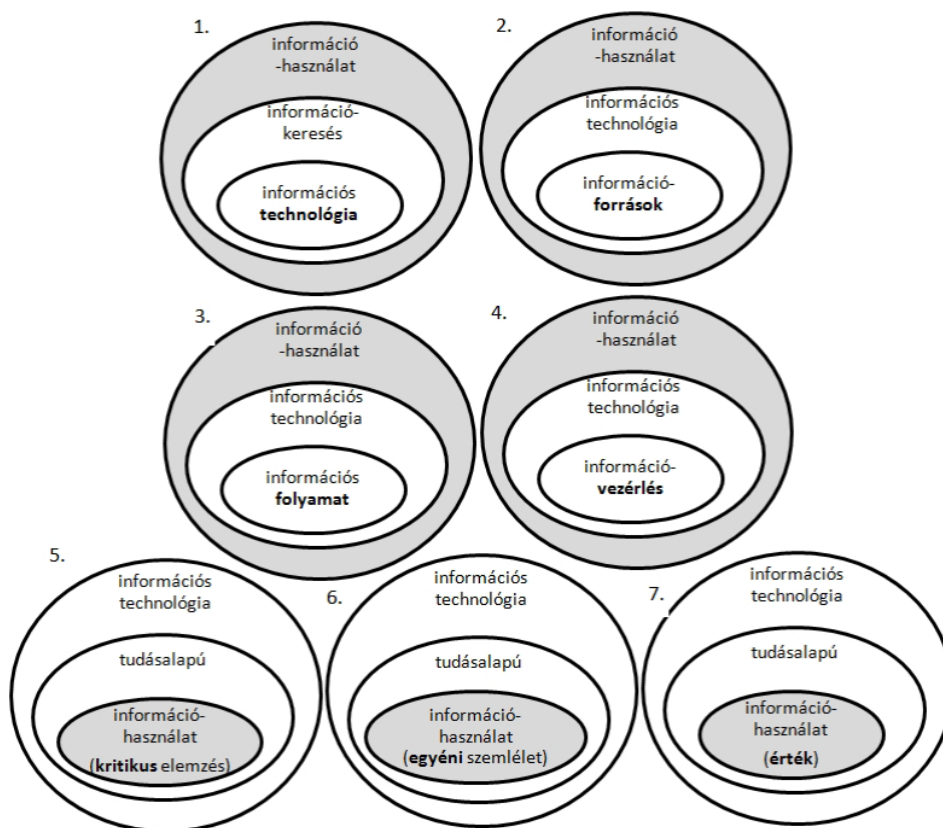 1.
információ
-használat
információ-
keresés
információs
technológia
2.
információ
-használat
információs
technológia
információ-
források
3.
információ
-használat
információs
technológia
információs
folyamat
4.
információ
-használat
információs
technológia
információ-
vezérlés
5.
információs
technológia
tudásalapú
információ-
használat
(kritikus elemzés)
6.
információs
technológia
tudásalapú
információ-
használat
(egyéni szemlélet)
7.
információs
technológia
tudásalapú
információ-
használat
(érték)